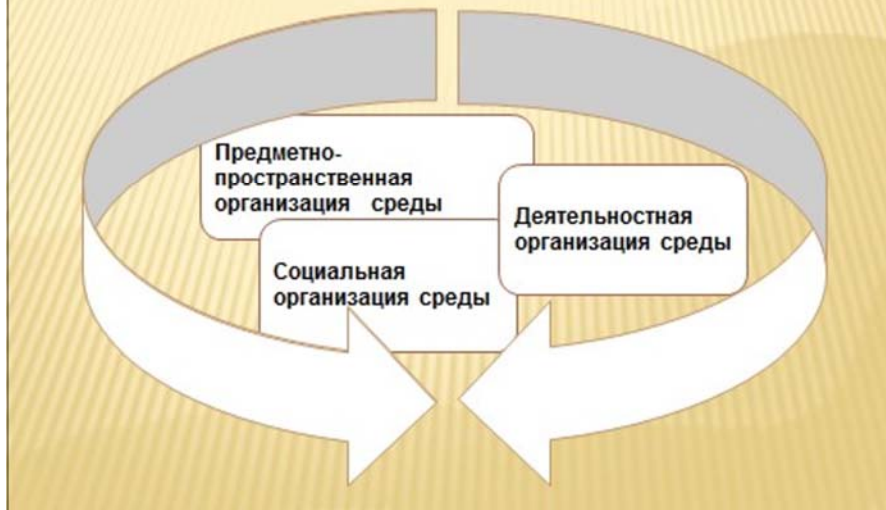 Предметно-
пространственная
организация среды
Деятельностная
организация среды
Социальная
организация среды